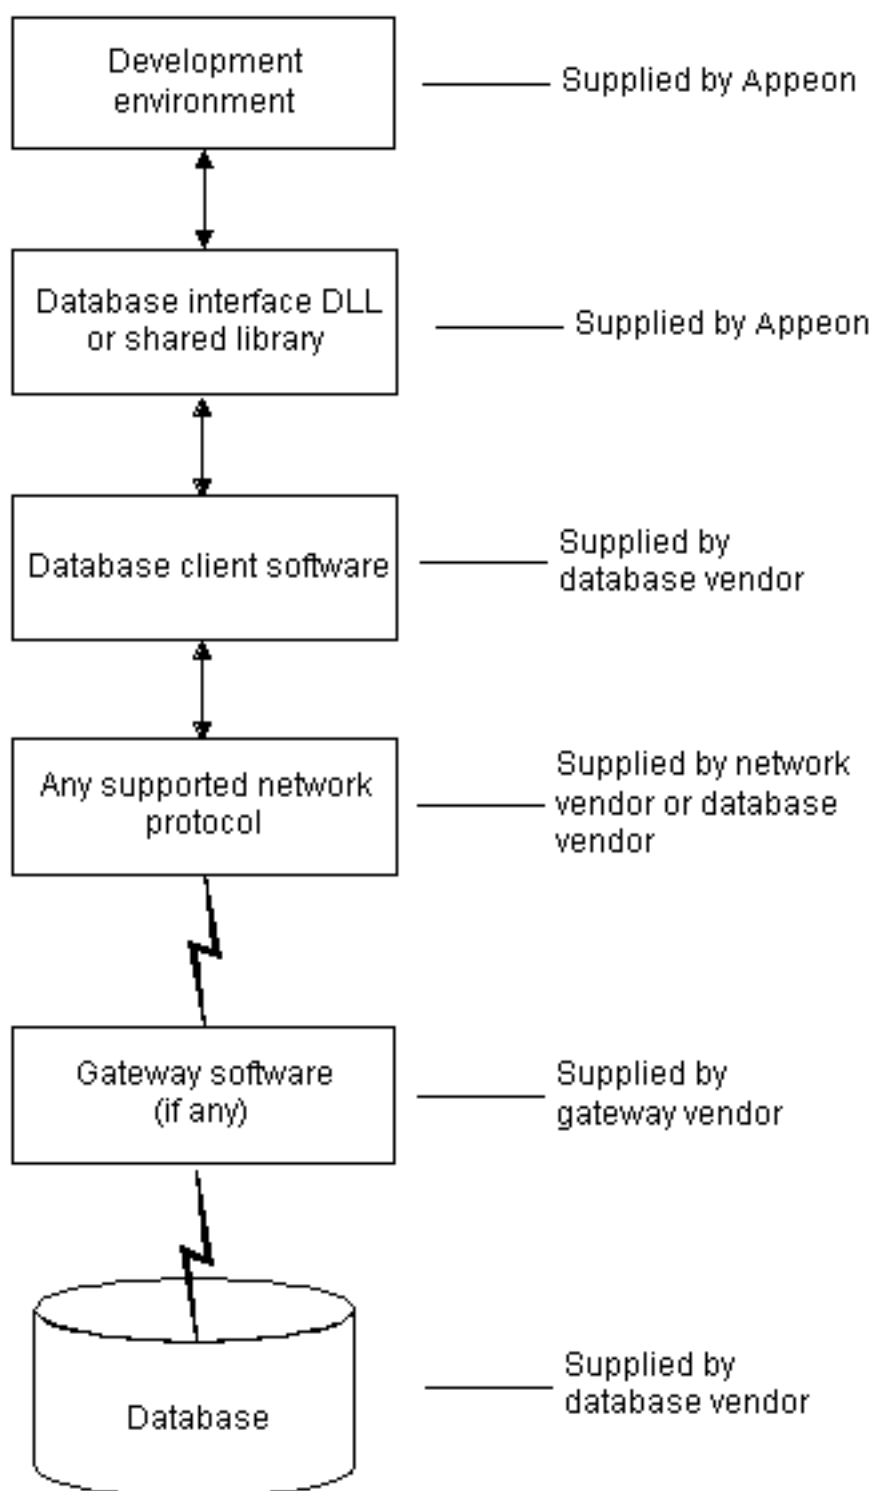 Development
environment
Supplied by Appeon
Database interface DLL
or shared library
Supplied by Appeon
Database client software
Supplied by
database vendor
Any supported network
protocol
Supplied by network
vendor or database
vendor
Gateway software
(if any)
Supplied by
gateway vendor
Database
Supplied by
database vendor